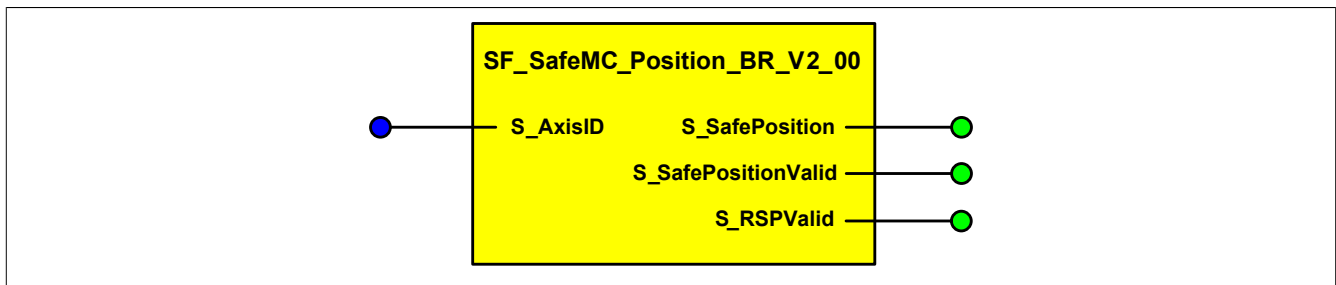 SF_SafeMC_Position_BR_V2_00
S_AxisID S_SafePosition
S_SafePositionValid
S_RSPValid